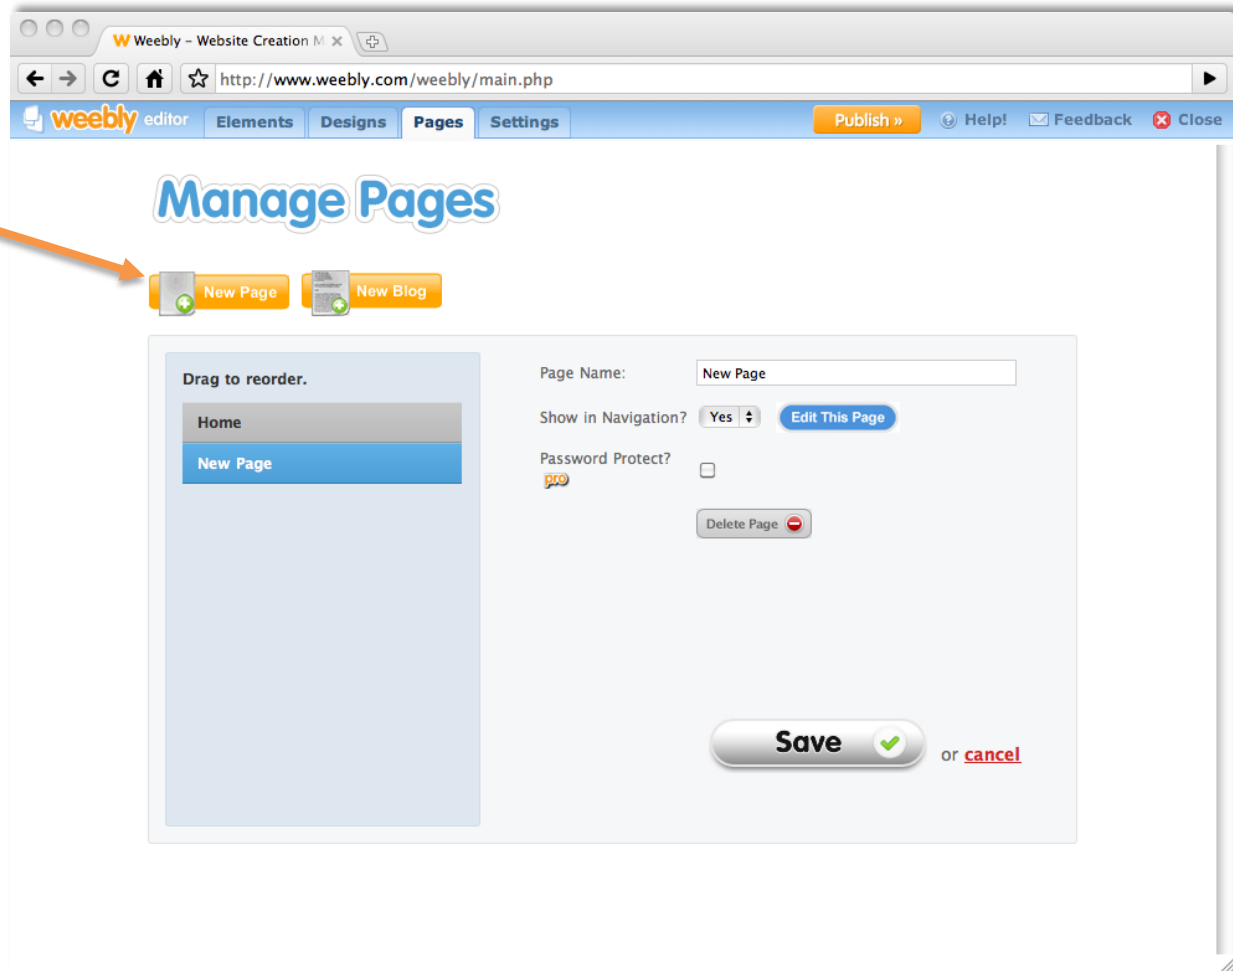 Weebly – Website Creation M
http://www.weebly.com/weebly/main.php
weebly editor Elements Designs Pages Settings Publish » Help! Feedback Close
Manage Pages
New Page New Blog
Drag to reorder.
Home
New Page
Page Name: New Page
Show in Navigation? Yes Edit This Page
Password Protect?
pro
Delete Page
Save or cancel